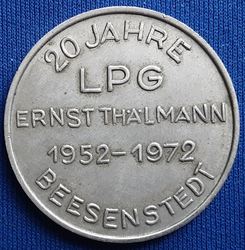 20 JAHRE
LPG
ERNST THÄLMANN
1952-1972
BEESENSTEDT